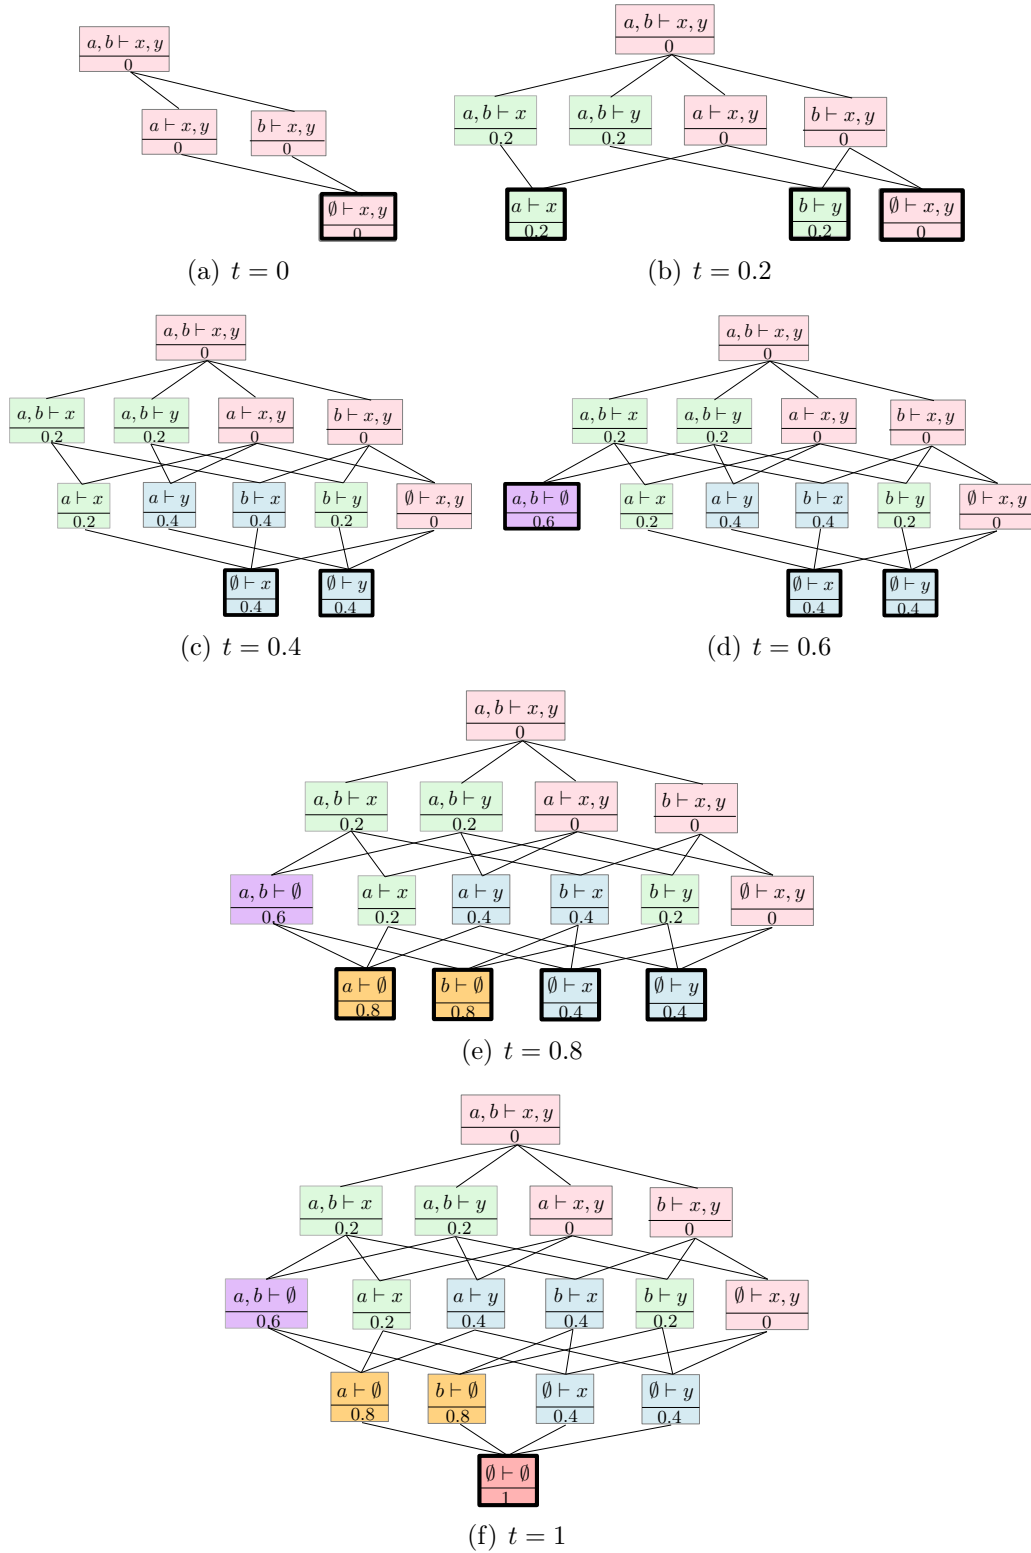 a, b ⊢ x, y
0
a ⊢ x, y
0
b ⊢ x, y
0
∅ ⊢ x, y
0
(a) t = 0
a, b ⊢ x, y
0
a, b ⊢ x
0.2
a, b ⊢ y
0.2
a ⊢ x, y
0
b ⊢ x, y
0
a ⊢ x
0.2
b ⊢ y
0.2
∅ ⊢ x, y
0
(b) t = 0.2
a, b ⊢ x, y
0
a, b ⊢ x
0.2
a, b ⊢ y
0.2
a ⊢ x, y
0
b ⊢ x, y
0
a ⊢ x
0.2
a ⊢ y
0.4
b ⊢ x
0.4
b ⊢ y
0.2
∅ ⊢ x, y
0
∅ ⊢ x
0.4
∅ ⊢ y
0.4
(c) t = 0.4
a, b ⊢ x, y
0
a, b ⊢ x
0.2
a, b ⊢ y
0.2
a ⊢ x, y
0
b ⊢ x, y
0
a, b ⊢ ∅
0.6
a ⊢ x
0.2
a ⊢ y
0.4
b ⊢ x
0.4
b ⊢ y
0.2
∅ ⊢ x, y
0
∅ ⊢ x
0.4
∅ ⊢ y
0.4
(d) t = 0.6
a, b ⊢ x, y
0
a, b ⊢ x
0.2
a, b ⊢ y
0.2
a ⊢ x, y
0
b ⊢ x, y
0
a, b ⊢ ∅
0.6
a ⊢ x
0.2
a ⊢ y
0.4
b ⊢ x
0.4
b ⊢ y
0.2
∅ ⊢ x, y
0
a ⊢ ∅
0.8
b ⊢ ∅
0.8
∅ ⊢ x
0.4
∅ ⊢ y
0.4
(e) t = 0.8
a, b ⊢ x, y
0
a, b ⊢ x
0.2
a, b ⊢ y
0.2
a ⊢ x, y
0
b ⊢ x, y
0
a, b ⊢ ∅
0.6
a ⊢ x
0.2
a ⊢ y
0.4
b ⊢ x
0.4
b ⊢ y
0.2
∅ ⊢ x, y
0
a ⊢ ∅
0.8
b ⊢ ∅
0.8
∅ ⊢ x
0.4
∅ ⊢ y
0.4
∅ ⊢ ∅
1
(f) t = 1